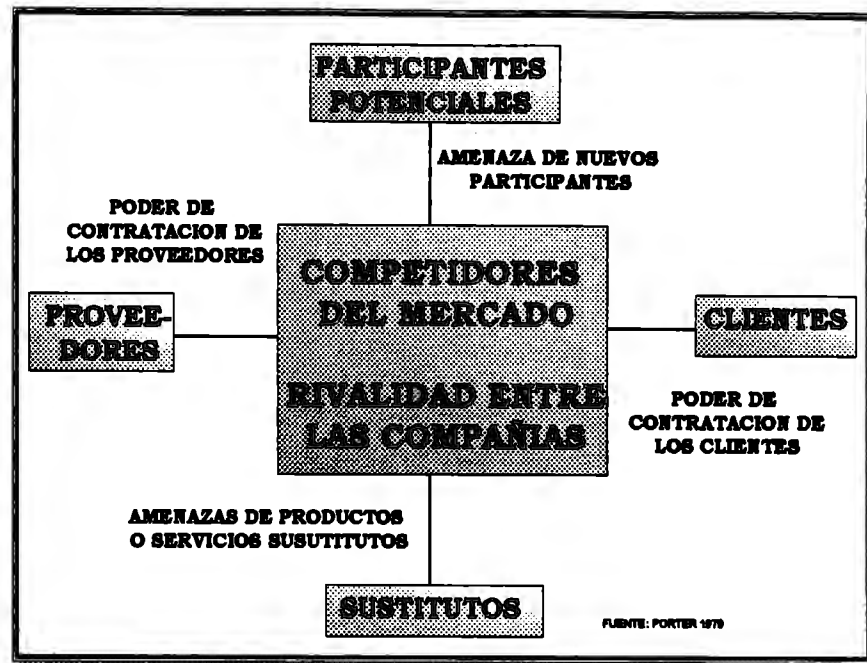 PARTICIPANTES
POTENCIALES
AMENAZA DE NUEVOS
PARTICIPANTES
PODER DE
CONTRATACION DE
LOS PROVEEDORES
PROVEE-
DORES
COMPETIDORES
DEL MERCADO
RIVALIDAD ENTRE
LAS COMPAÑIAS
CLIENTES
PODER DE
CONTRATACION DE
LOS CLIENTES
AMENAZAS DE PRODUCTOS
O SERVICIOS SUSUTITUTOS
SUSTITUTOS
FUENTE: PORTER 1979